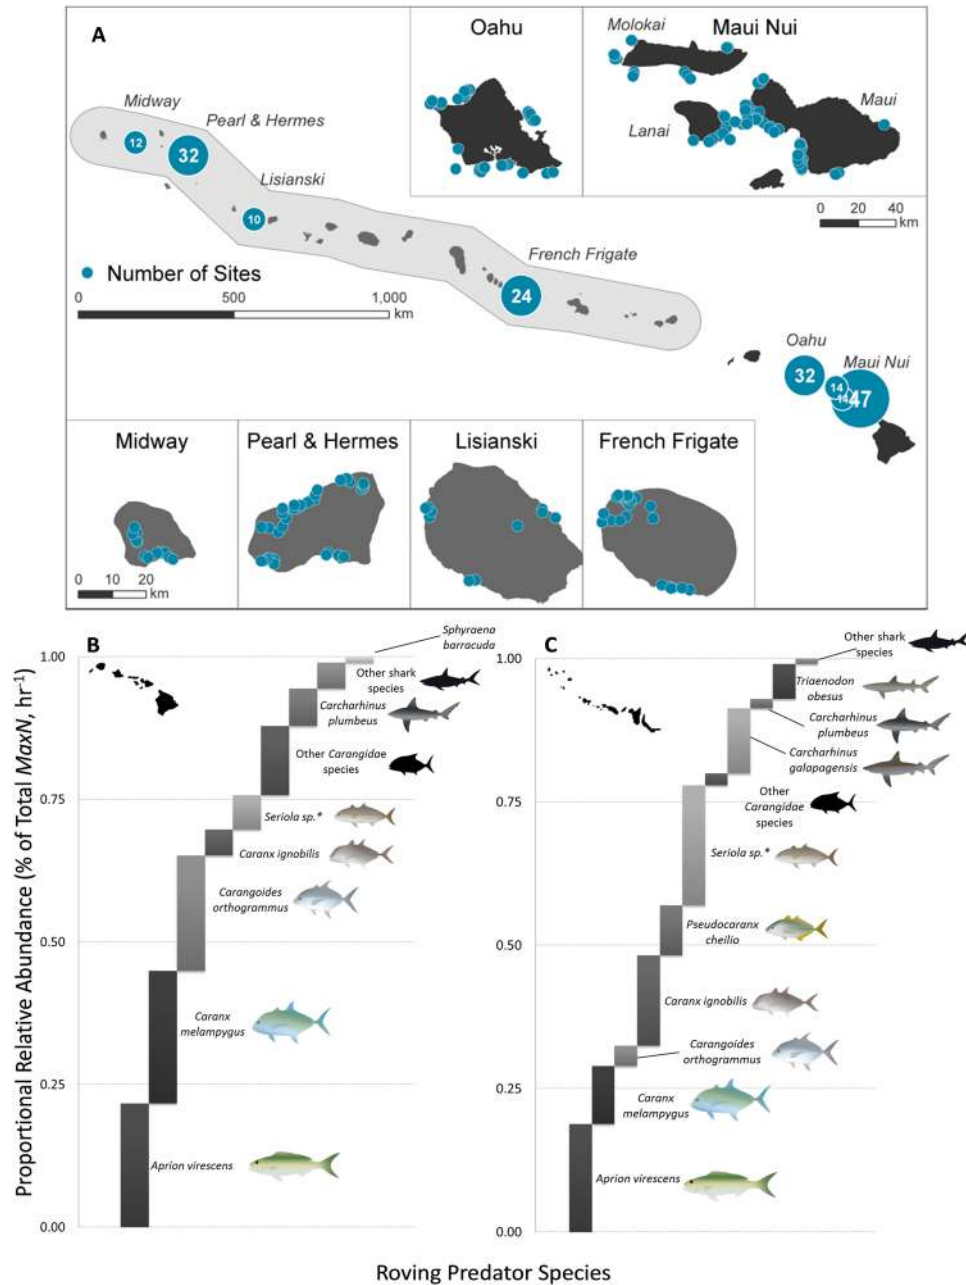 A
Oahu
Maui Nui
Molokai
Maui
Lanai
0 20 40
km
Midway
Pearl & Hermes
12
32
Lisianski
10
French Frigate
24
Number of Sites
0 500 1,000
km
Oahu
Maui Nui
32
14
14
47
Midway
Pearl & Hermes
Lisianski
French Frigate
0 10 20
km
Proportional Relative Abundance (% of Total MaxN, hr-1)
B
1.00
0.75
0.50
0.25
0.00
Sphyraena
barracuda
Other shark
species
Carcharhinus
plumbeus
Other Carangidae
species
Seriola sp.*
Caranx ignobilis
Carangoides
orthogrammus
Caranx
melampygus
Aprion virescens
C
1.00
0.75
0.50
0.25
0.00
Other shark
species
Triaenodon
obesus
Carcharhinus
plumbeus
Carcharhinus
galapagensis
Other
Carangidae
species
Seriola sp.*
Pseudocaranx
cheilio
Caranx ignobilis
Carangoides
orthogrammus
Caranx
melampygus
Aprion virescens
Roving Predator Species